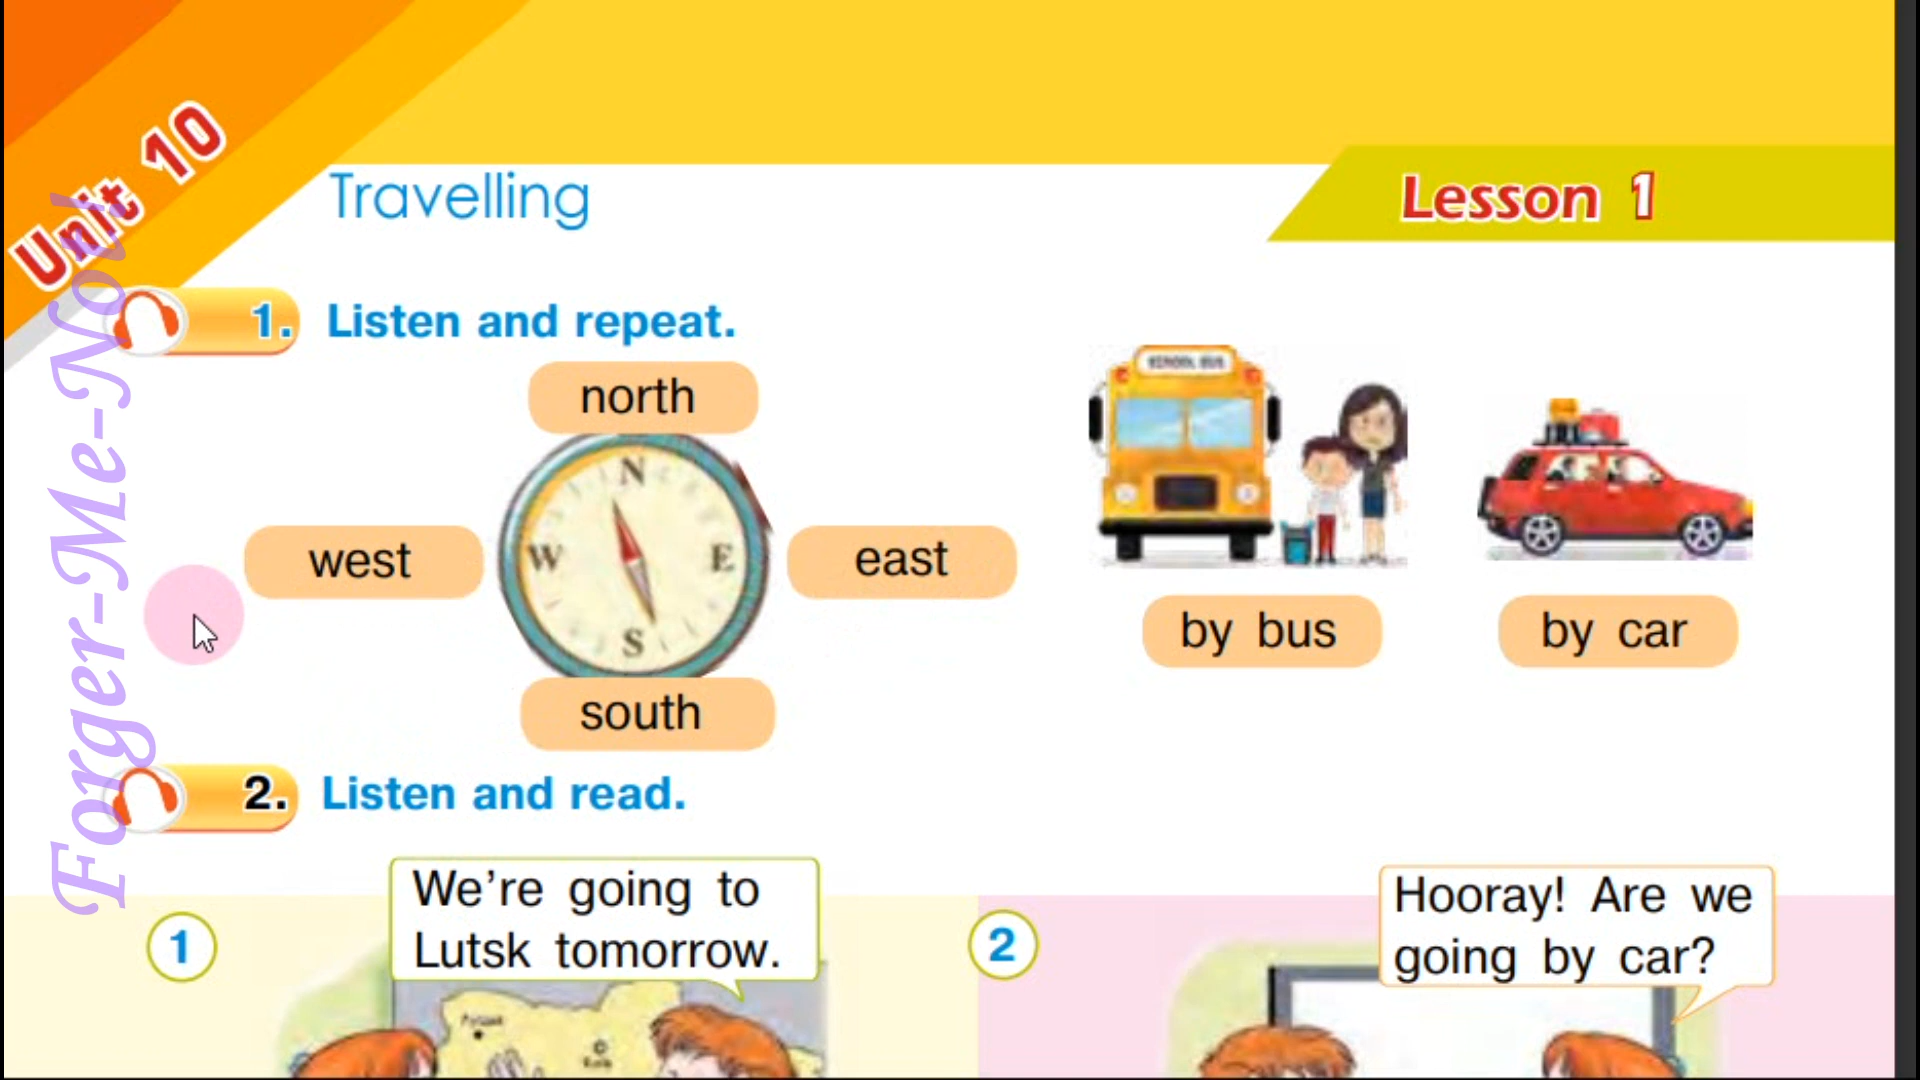 Unit 10
Travelling
Lesson 1
1. Listen and repeat.
north
SCHOOL BUS
N
west
W
E
east
S
by bus
by car
south
2. Listen and read.
Forger-Me-Not
1
We're going to
Lutsk tomorrow.
2
Hooray! Are we
going by car?